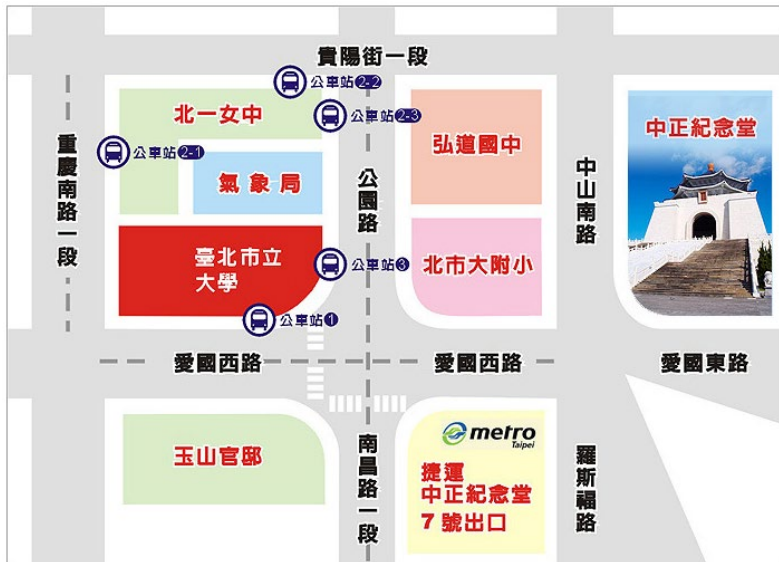 貴陽街一段
公車站2-2
公車站2-3
北一女中
弘道國中
中正紀念堂
重慶南路一段
公車站2-1
氣象局
公園路
中山南路
臺北市立
大學
公車站3
北市大附小
公車站1
愛國西路
愛國西路
愛國東路
玉山官邸
南昌路一段
metro
Taipei
捷運
中正紀念堂
7號出口
羅斯福路